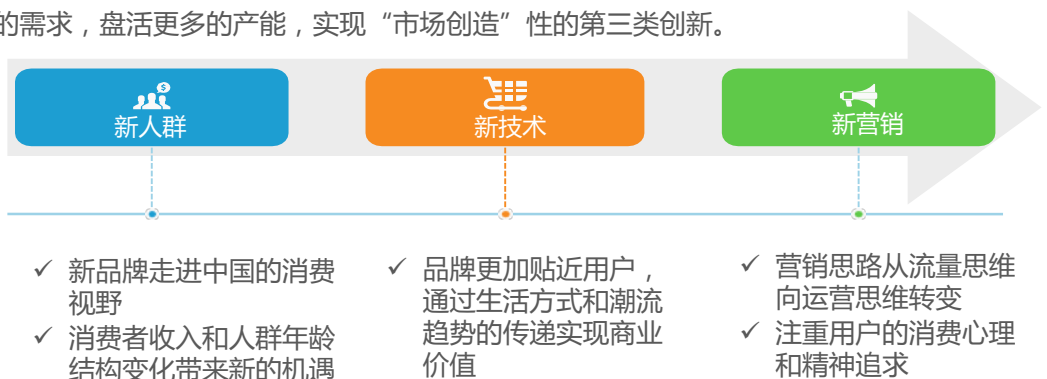 的需求，盘活更多的产能，实现“市场创造”性的第三类创新。
新人群
新技术
新营销
✓ 新品牌走进中国的消费
视野
✓ 消费者收入和人群年龄
结构变化带来新的机遇
✓ 品牌更加贴近用户，
通过生活方式和潮流
趋势的传递实现商业
价值
✓ 营销思路从流量思维
向运营思维转变
✓ 注重用户的消费心理
和精神追求